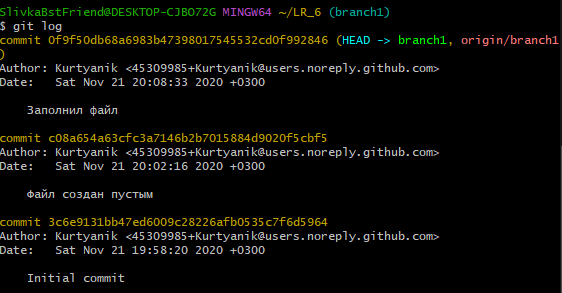 SlivkaBstFriend@DESKTOP-CJBO72G MINGW64 ~/LR_6 (branch1)
$ git log
commit 0f9f50db68a6983b47398017545532cd0f992846 (HEAD -> branch1, origin/branch1
)
Author: Kurtyanik <45309985+Kurtyanik@users.noreply.github.com>
Date:   Sat Nov 21 20:08:33 2020 +0300

    Заполнил файл

commit c08a654a63cfc3a7146b2b7015884d9020f5cbf5
Author: Kurtyanik <45309985+Kurtyanik@users.noreply.github.com>
Date:   Sat Nov 21 20:02:16 2020 +0300

    Файл создан пустым

commit 3c6e9131bb47ed6009c28226afb0535c7f6d5964
Author: Kurtyanik <45309985+Kurtyanik@users.noreply.github.com>
Date:   Sat Nov 21 19:58:20 2020 +0300

    Initial commit